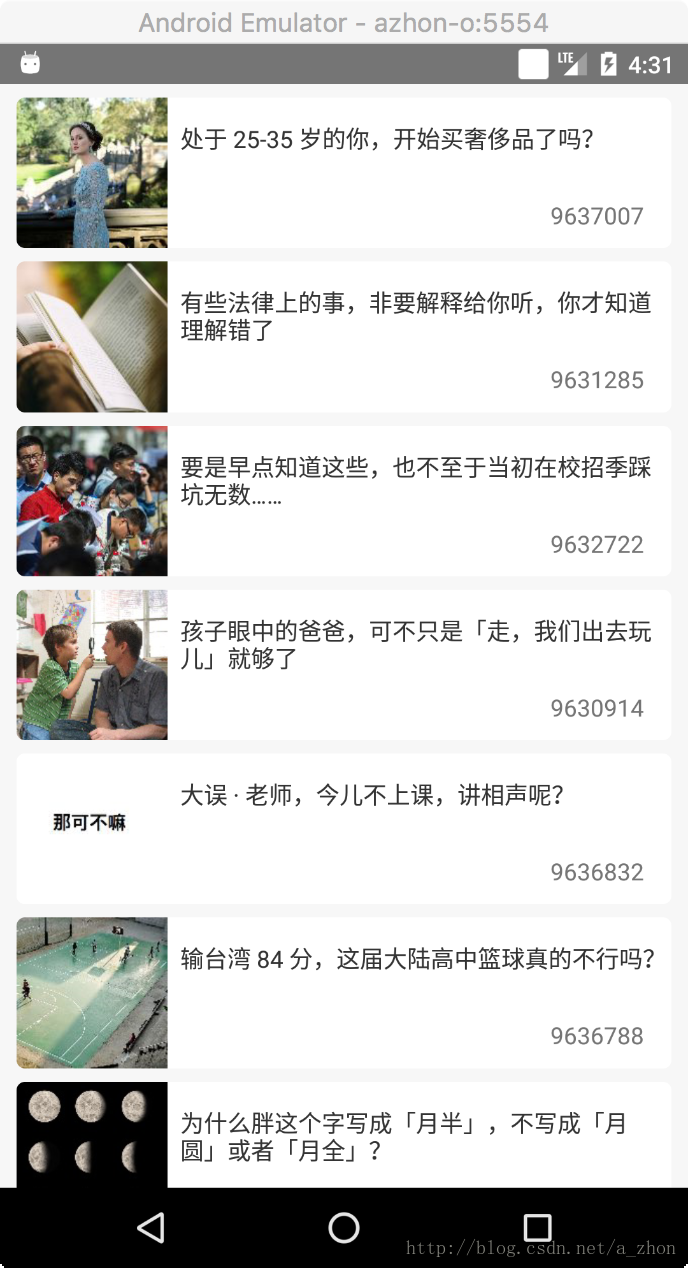 Android Emulator - azhon-o:5554
LTE
4:31
处于 25-35 岁的你，开始买奢侈品了吗？
9637007
有些法律上的事，非要解释给你听，你才知道
理解错了
9631285
要是早点知道这些，也不至于当初在校招季踩
坑无数……
9632722
孩子眼中的爸爸，可不只是「走，我们出去玩
儿」就够了
9630914
那可不嘛
大误 · 老师，今儿不上课，讲相声呢？
9636832
输台湾 84 分，这届大陆高中篮球真的不行吗？
9636788
为什么胖这个字写成「月半」，不写成「月
圆」或者「月全」？
http://blog.csdn.net/a_zhon